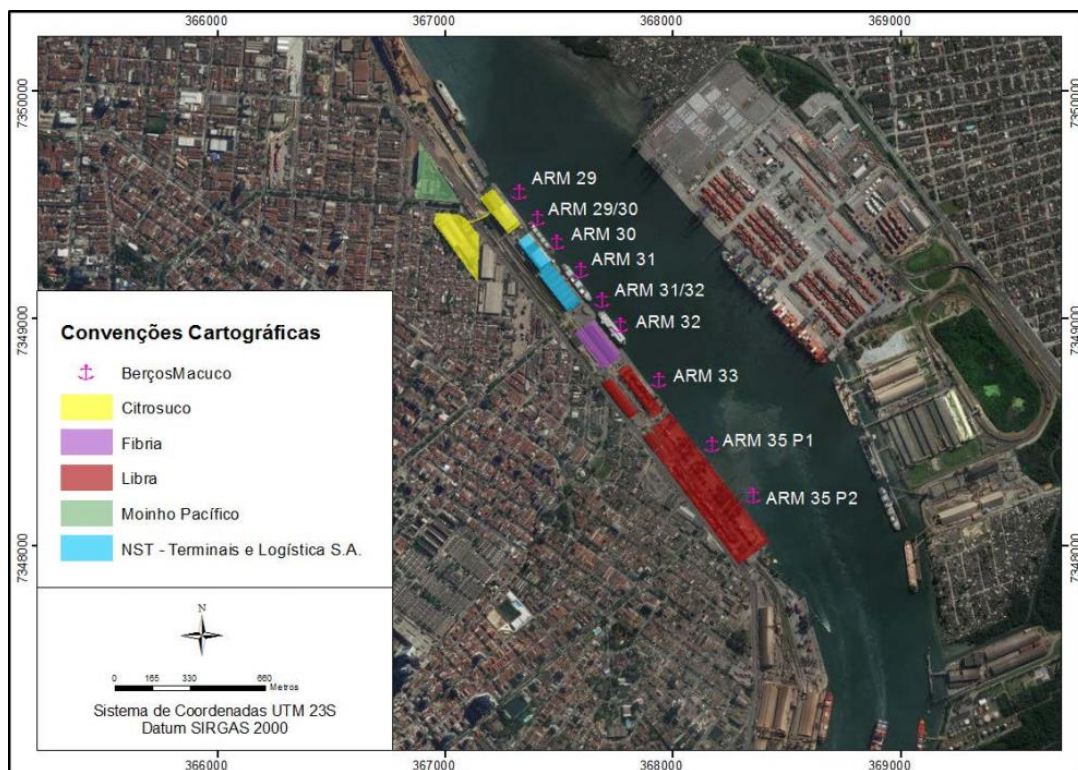 366000
367000
368000
369000
7350000
7350000
ARM 29
ARM 29/30
ARM 30
ARM 31
ARM 31/32
ARM 32
7349000
7349000
Convenções Cartográficas
BerçosMacuco
Citrosuco
Fibria
Libra
Moinho Pacífico
NST - Terminais e Logística S.A.
ARM 33
ARM 35 P1
ARM 35 P2
7348000
7348000
N
0 165 330 660
Metros
Sistema de Coordenadas UTM 23S
Datum SIRGAS 2000
366000
367000
368000
369000